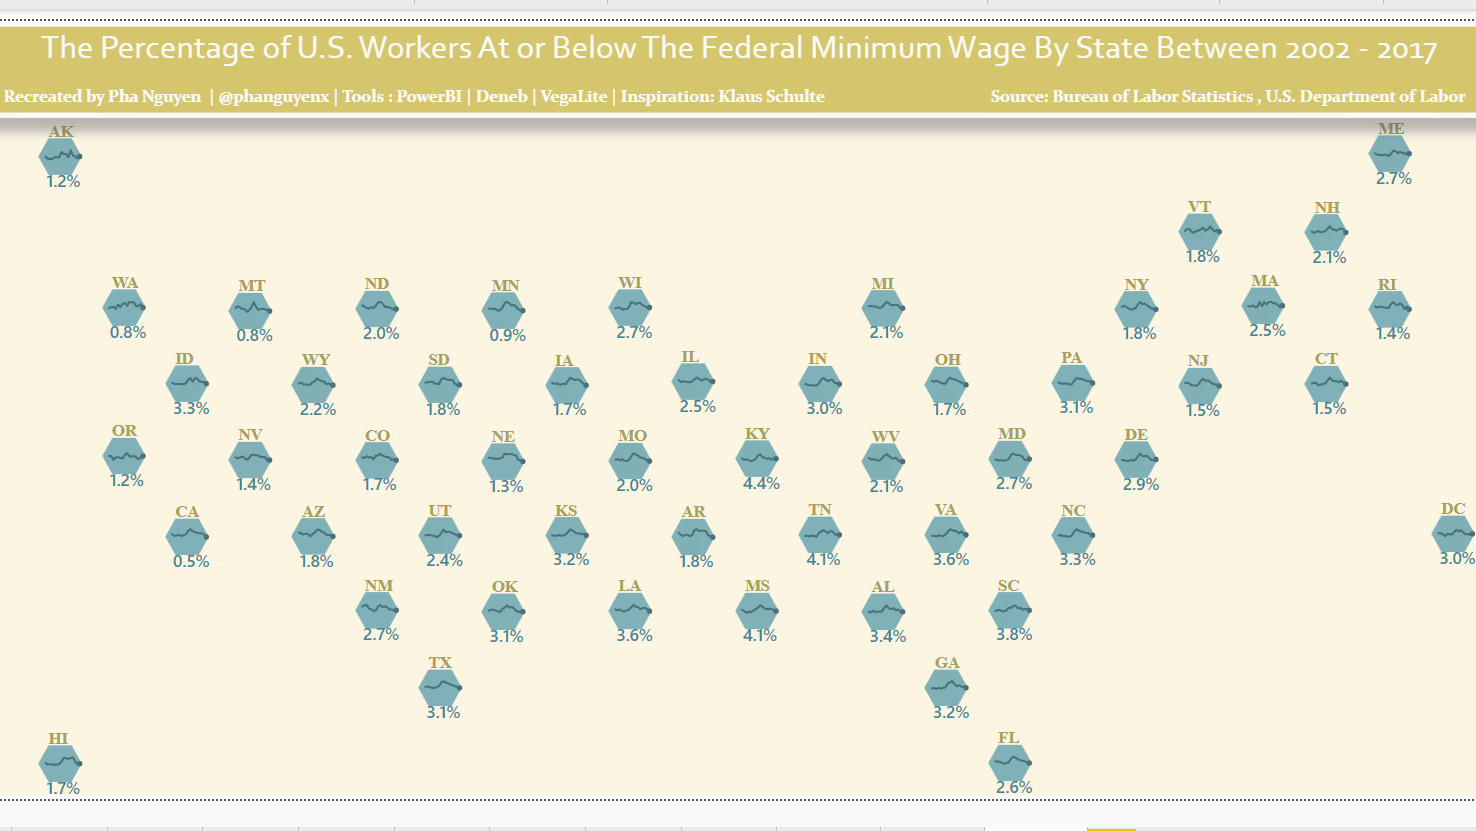 The Percentage of U.S. Workers At or Below The Federal Minimum Wage By State Between 2002 - 2017
Recreated by Pha Nguyen | @phanguyenx | Tools : PowerBI | Deneb | VegaLite | Inspiration: Klaus Schulte Source: Bureau of Labor Statistics , U.S. Department of Labor
AK ME
1.2% 2.7%
VT NH
1.8% 2.1%
WA MT ND MN WI MI NY MA RI
0.8% 0.8% 2.0% 0.9% 2.7% 2.1% 1.8% 2.5% 1.4%
ID WY SD IA IL IN OH PA NJ CT
3.3% 2.2% 1.8% 1.7% 2.5% 3.0% 1.7% 3.1% 1.5% 1.5%
OR NV CO NE MO KY WV MD DE
1.2% 1.4% 1.7% 1.3% 2.0% 4.4% 2.1% 2.7% 2.9%
CA AZ UT KS AR TN VA NC DC
0.5% 1.8% 2.4% 3.2% 1.8% 4.1% 3.6% 3.3% 3.0%
NM OK LA MS AL SC
2.7% 3.1% 3.6% 4.1% 3.4% 3.8%
TX GA
3.1% 3.2%
HI FL
1.7% 2.6%